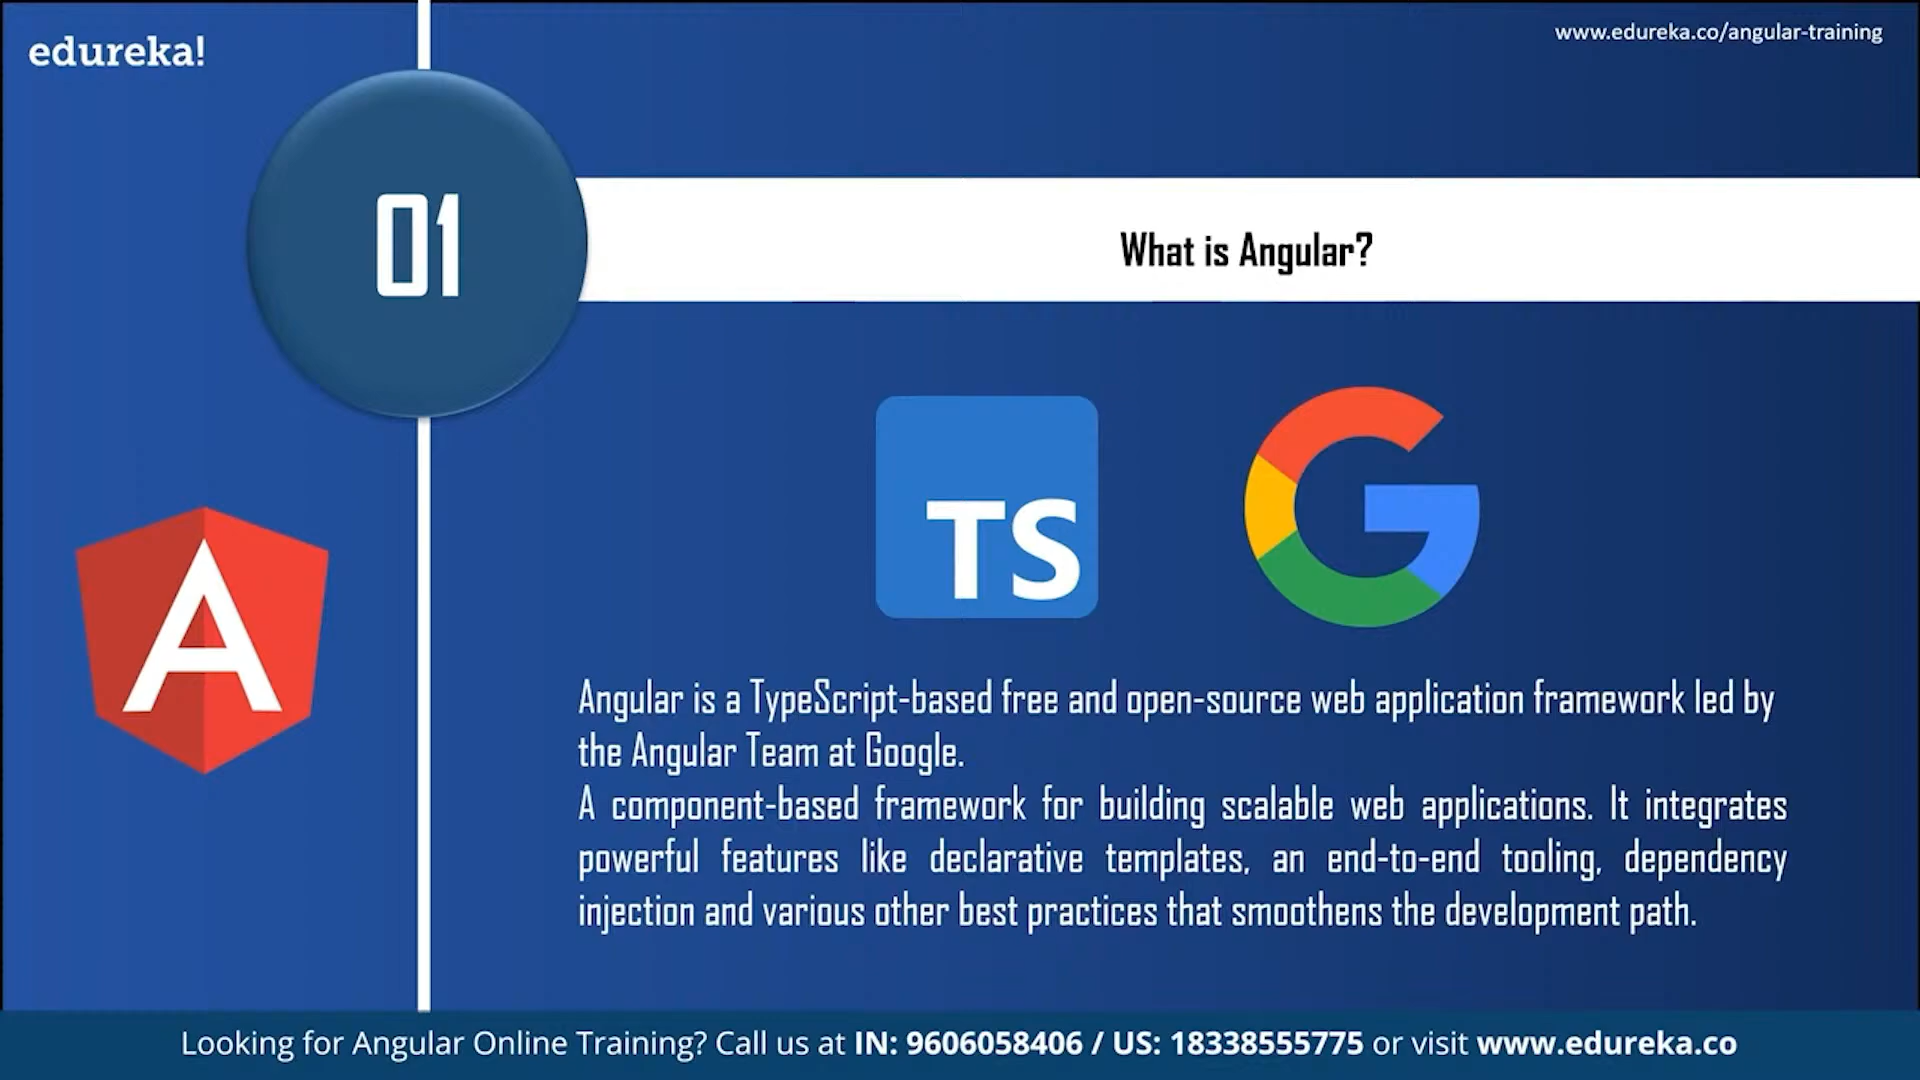 edureka!
www.edureka.co/angular-training
01
What is Angular?
TS
Angular is a TypeScript-based free and open-source web application framework led by
the Angular Team at Google.
A component-based framework for building scalable web applications. It integrates
powerful features like declarative templates, an end-to-end tooling, dependency
injection and various other best practices that smoothens the development path.
Looking for Angular Online Training? Call us at IN: 9606058406 / US: 18338555775 or visit www.edureka.co